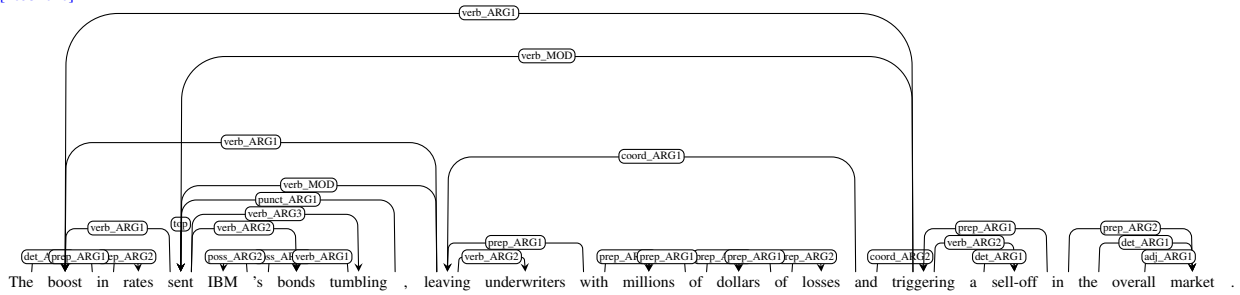 verb_ARG1
verb_MOD
verb_ARG1
coord_ARG1
verb_MOD
punct_ARG1
verb_ARG3
verb_ARG1 top verb_ARG2 prep_ARG1 prep_ARG2
prep_ARG1 verb_ARG2 det_ARG1
prep_ARG1 poss_ARG2 verb_ARG1 verb_ARG2 prep_ARG1 prep_ARG1 coord_ARG2 det_ARG1 adj_ARG1
The boost in rates sent IBM 's bonds tumbling , leaving underwriters with millions of dollars of losses and triggering a sell-off in the overall market .